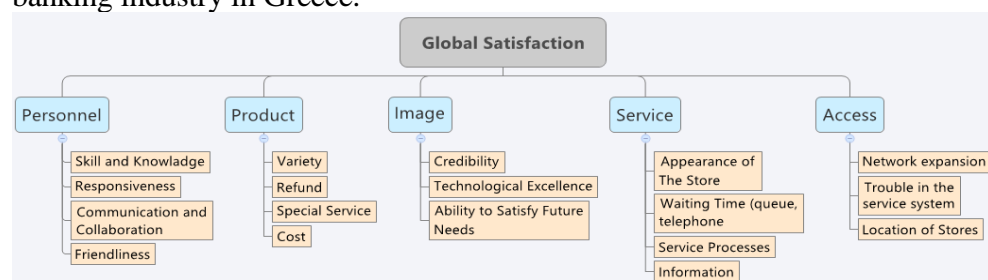 banking industry in Greece.
Global Satisfaction
Personnel
Skill and Knowladge
Responsiveness
Communication and
Collaboration
Friendliness
Product
Variety
Refund
Special Service
Cost
Image
Credibility
Technological Excellence
Ability to Satisfy Future
Needs
Service
Appearance of
The Store
Waiting Time (queue,
telephone
Service Processes
Information
Access
Network expansion
Trouble in the
service system
Location of Stores